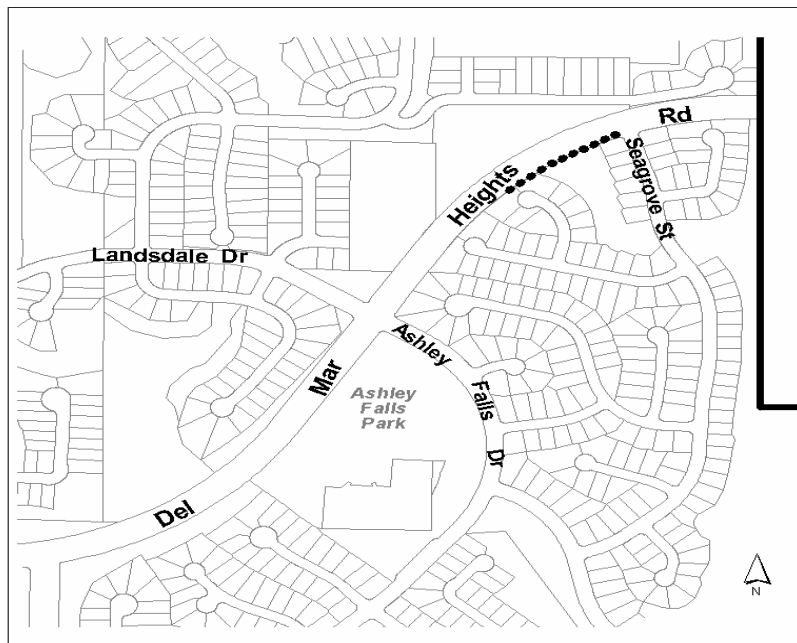 Rd
Heights
Seagrove St
Landsdale Dr
Ashley
Mar
Falls
Ashley
Falls
Park
Dr
Del
N